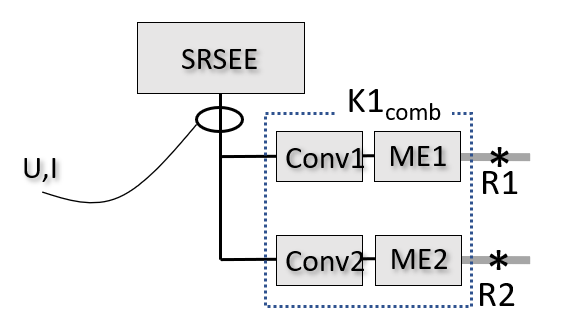 SRSEE
K1comb
U,I
Conv1 ME1
* R1
Conv2 ME2
* R2